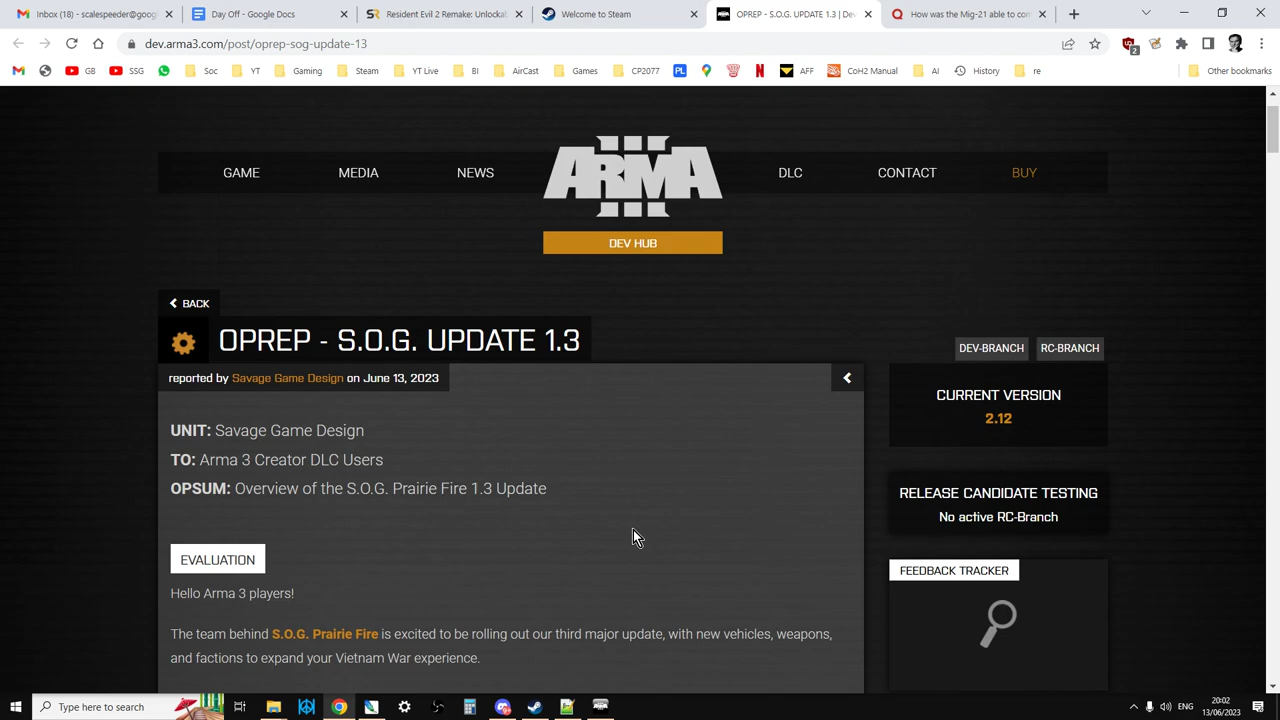 Inbox (18) - scalespeeder@goog
Day Off - Google Docs
Resident Evil 2 Remake: Unlockab
Welcome to Steam
OPREP - S.O.G. UPDATE 1.3 | Dev
How was the Mig-21 able to com
dev.arma3.com/post/oprep-sog-update-13
2
GB
SSG
Soc
YT
Gaming
Steam
YT Live
BI
AirCast
Games
CP2077
AFF
CoH2 Manual
AI
History
re
Other bookmarks
GAME
MEDIA
NEWS
ARMA
III
DLC
CONTACT
BUY
DEV HUB
BACK
OPREP - S.O.G. UPDATE 1.3
DEV-BRANCH
RC-BRANCH
reported by Savage Game Design on June 13, 2023
CURRENT VERSION
2.12
UNIT: Savage Game Design
TO: Arma 3 Creator DLC Users
OPSUM: Overview of the S.O.G. Prairie Fire 1.3 Update
RELEASE CANDIDATE TESTING
No active RC-Branch
EVALUATION
FEEDBACK TRACKER
Hello Arma 3 players!
The team behind S.O.G. Prairie Fire is excited to be rolling out our third major update, with new vehicles, weapons,
and factions to expand your Vietnam War experience.
Type here to search
ENG
20:02
13/06/2023